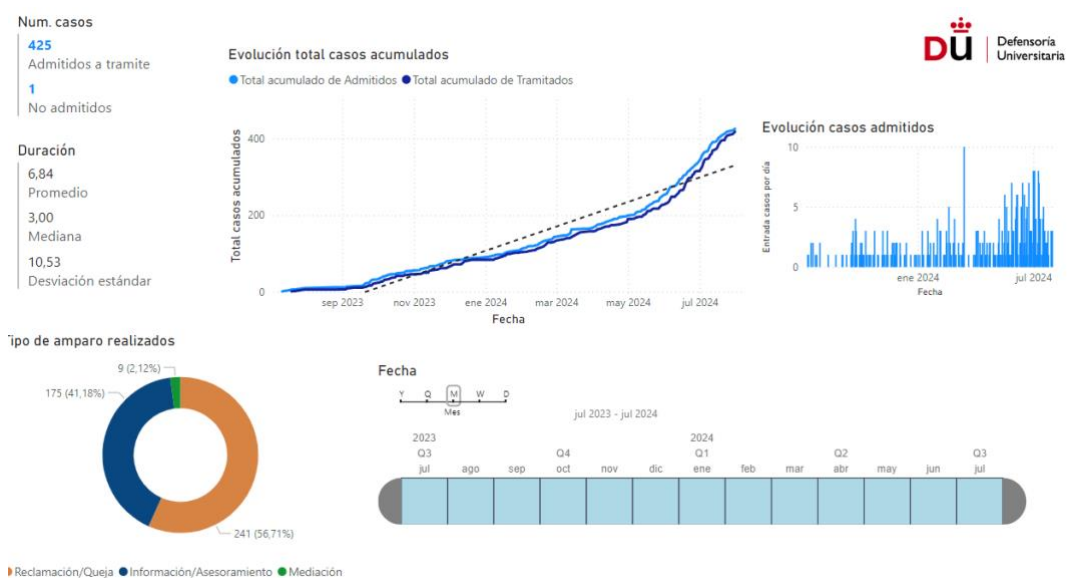 Num. casos
425
Admitidos a tramite
1
No admitidos
Duración
6,84
Promedio
3,00
Mediana
10,53
Desviación estándar
Evolución total casos acumulados
Total acumulado de Admitidos Total acumulado de Tramitados
Total casos acumulados
400
200
0
sep 2023 nov 2023 ene 2024 mar 2024 may 2024 jul 2024
Fecha
DÜ Defensoría
Universitaria
Evolución casos admitidos
Entrada casos por día
10
5
0
ene 2024 jul 2024
Fecha
ipo de amparo realizados
9 (2,12%)
175 (41,18%)
241 (56,71%)
Reclamación/Queja Información/Asesoramiento Mediación
Fecha
Y Q M W D
Mes
jul 2023 - jul 2024
2023 2024
Q3 Q4 Q1 Q2 Q3
jul ago sep oct nov dic ene feb mar abr may jun jul